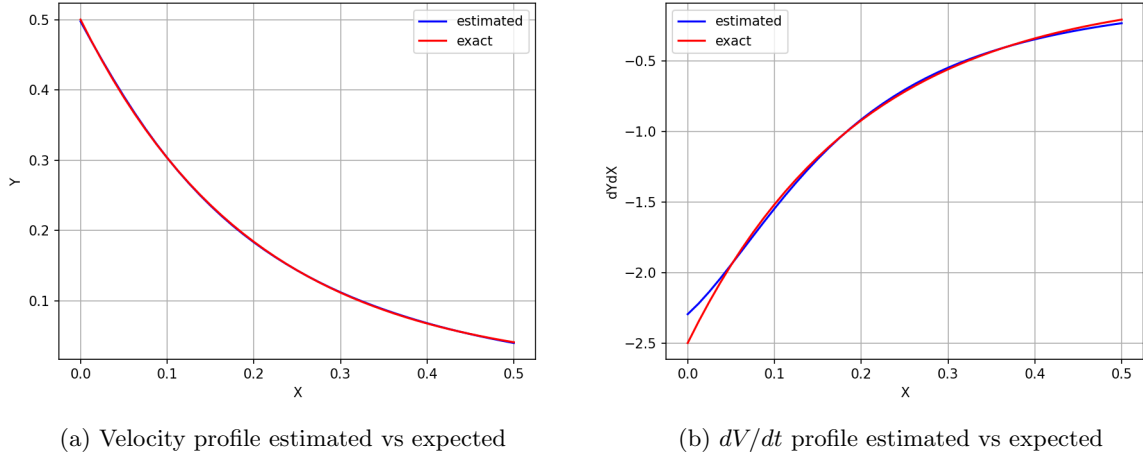 0.5
0.4
0.3
0.2
0.1
Y
0.0 0.1 0.2 0.3 0.4 0.5
X
estimated
exact
(a) Velocity profile estimated vs expected
−0.5
−1.0
−1.5
−2.0
−2.5
dYdX
0.0 0.1 0.2 0.3 0.4 0.5
X
estimated
exact
(b) dV/dt profile estimated vs expected